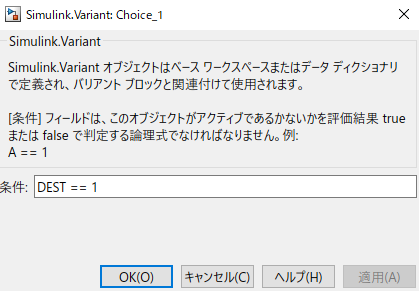 Simulink.Variant: Choice_1
Simulink.Variant
Simulink.Variant オブジェクトはベース ワークスペースまたはデータ ディクショナリ
で定義され、バリアント ブロックと関連付けて使用されます。
[条件] フィールドは、このオブジェクトがアクティブであるかないかを評価結果 true
または false で判定する論理式でなければなりません。例:
A == 1
条件: DEST == 1
OK(O) キャンセル(C) ヘルプ(H) 適用(A)